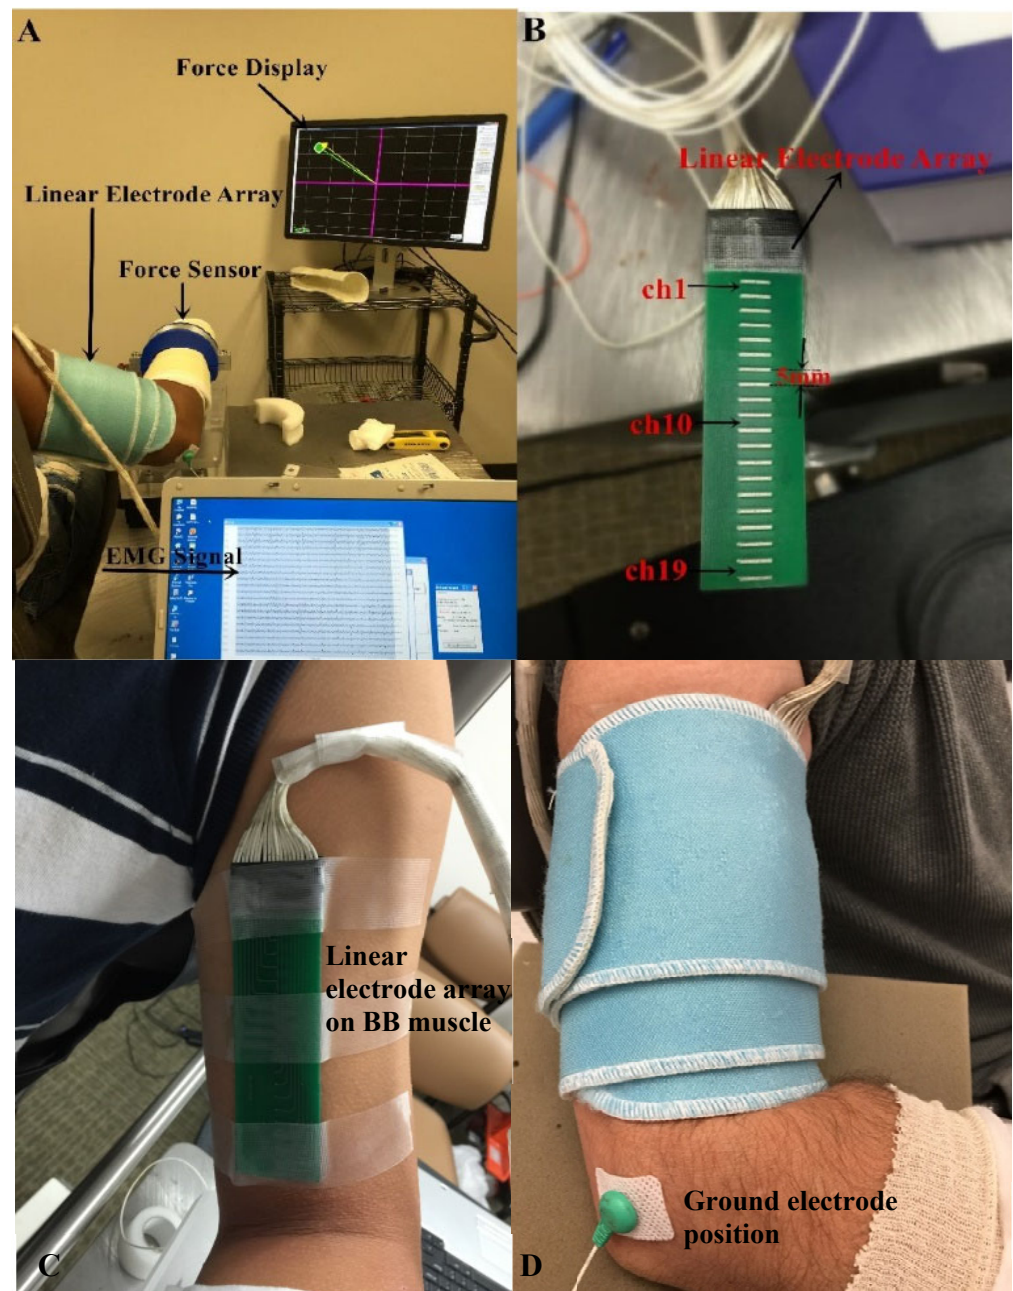 A
Force Display
Linear Electrode Array
Force Sensor
EMG Signal
B
Linear Electrode Array
ch1
5mm
ch10
ch19
Linear
electrode array
on BB muscle
C
Ground electrode
position
D